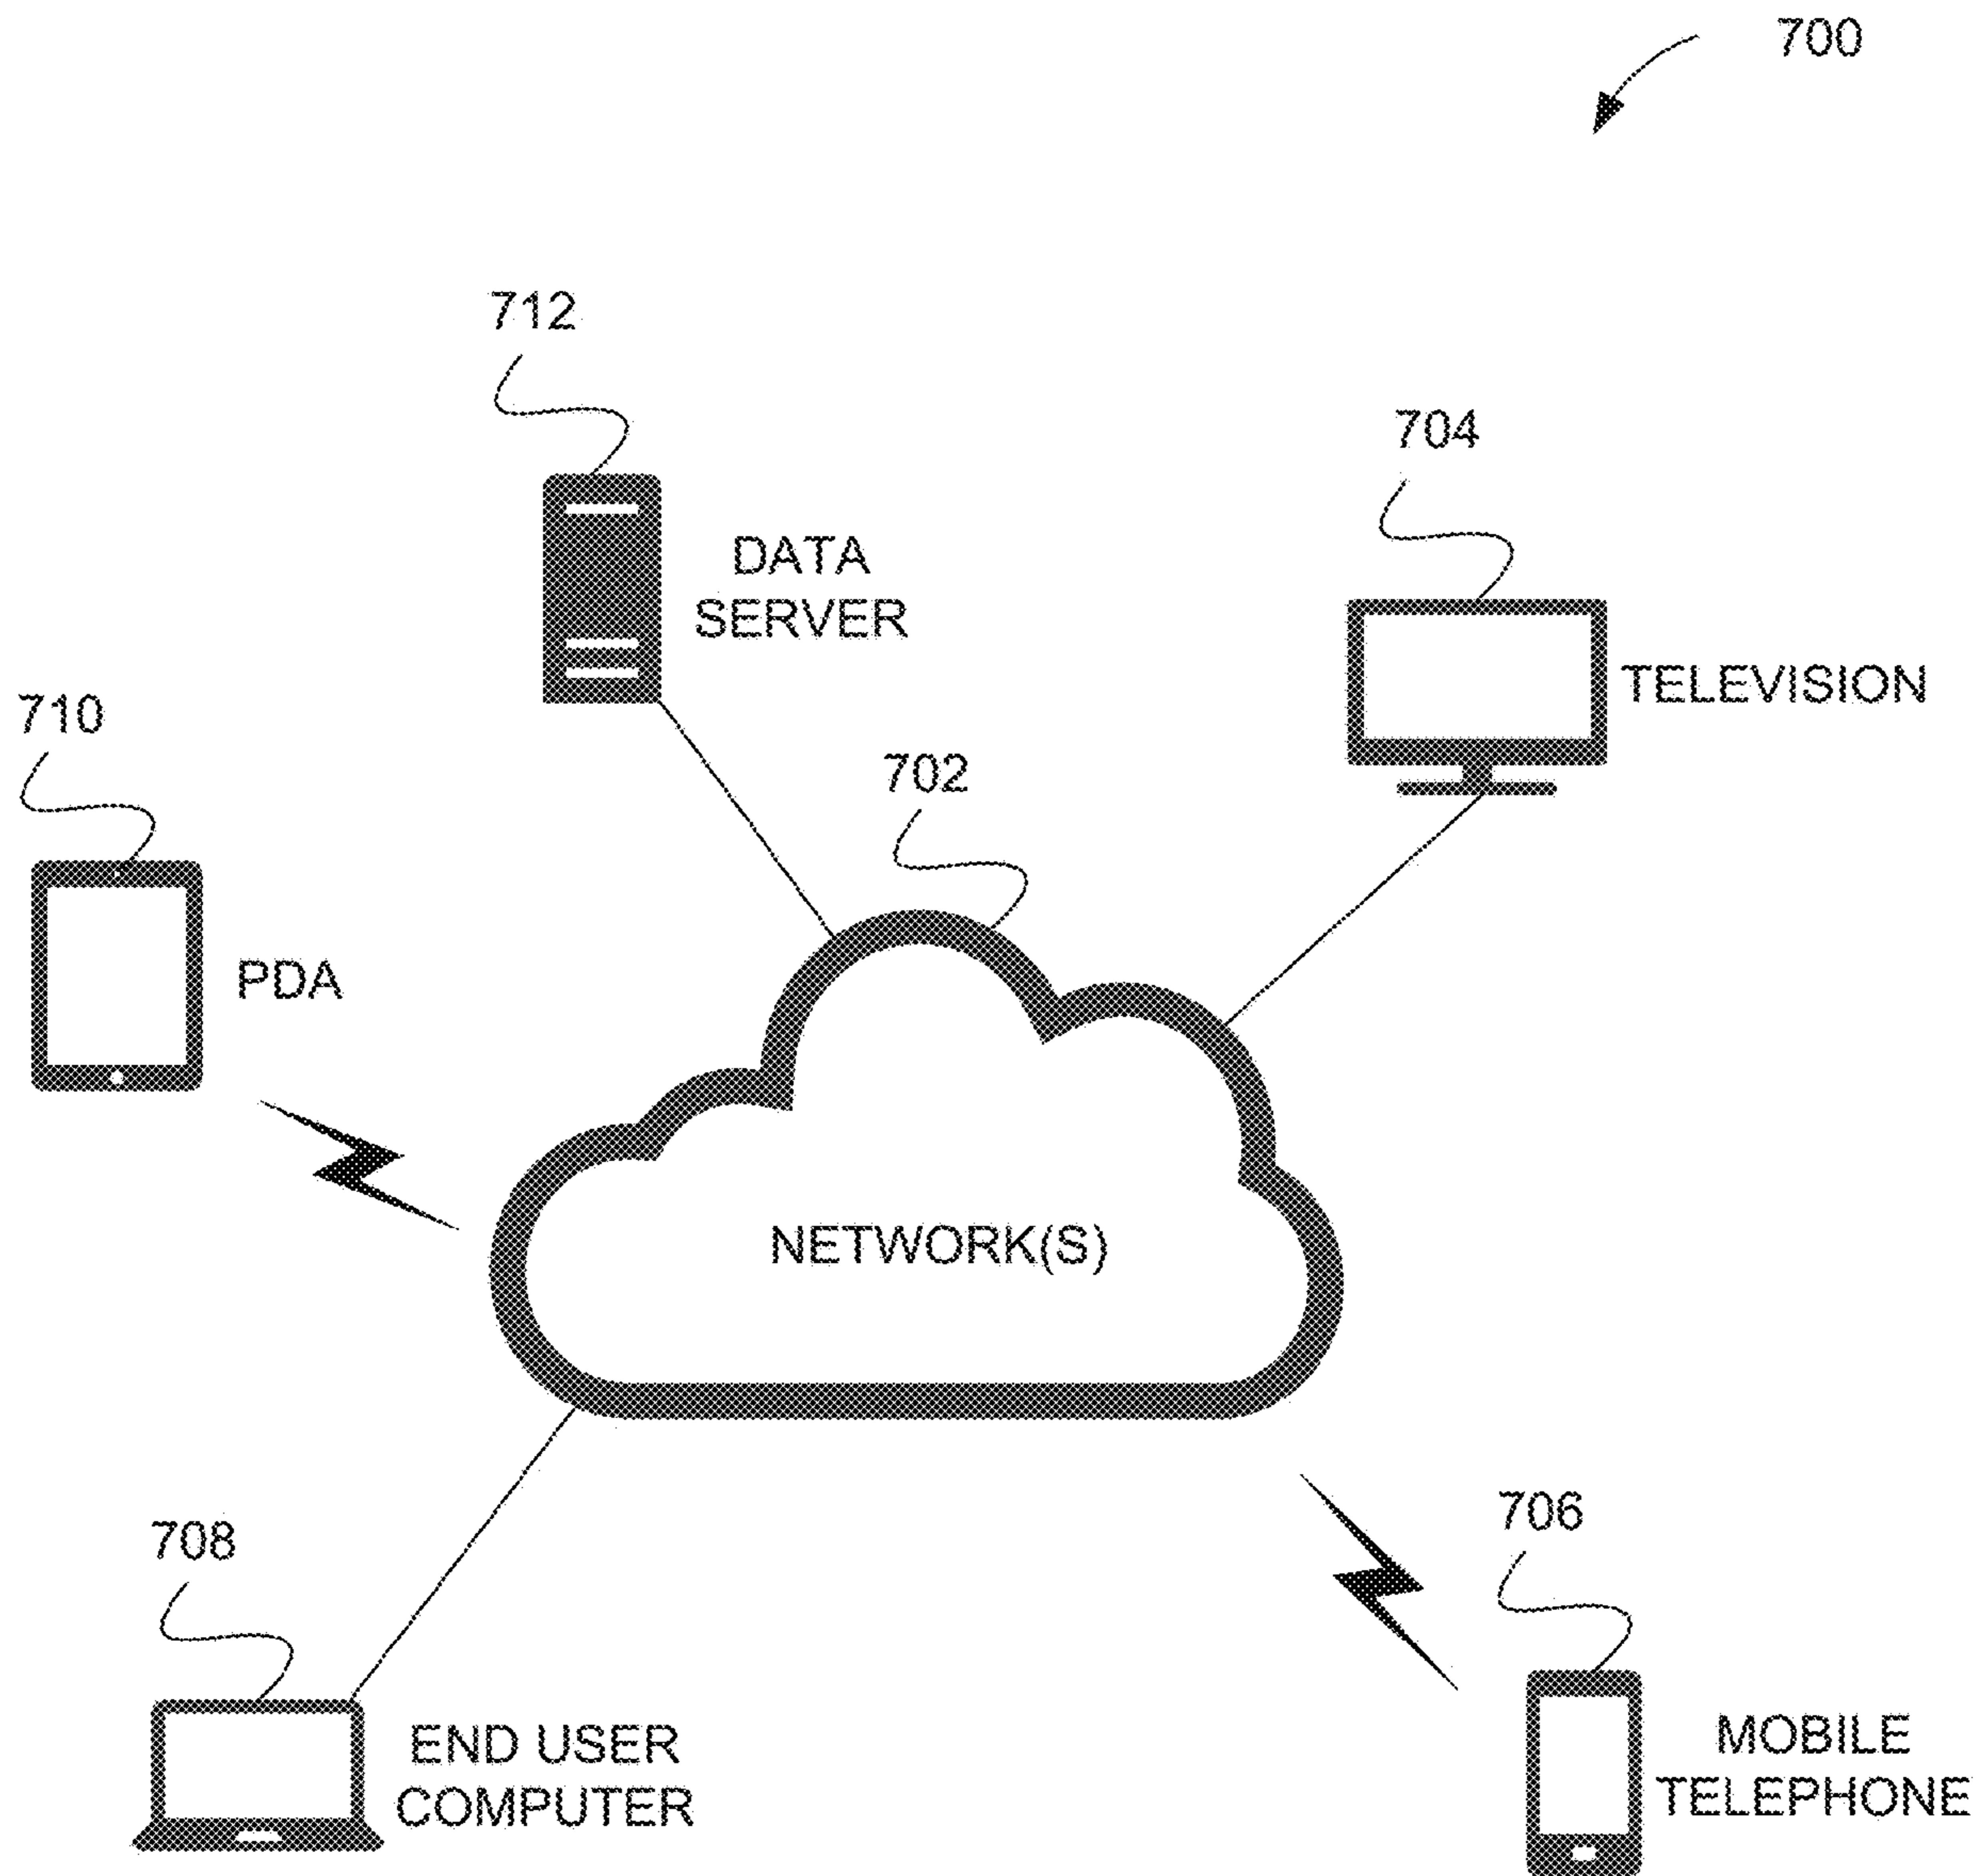 700
712
704
DATA
SERVER
TELEVISION
710
702
PDA
NETWORK(S)
708
706
END USER
COMPUTER
MOBILE
TELEPHONE